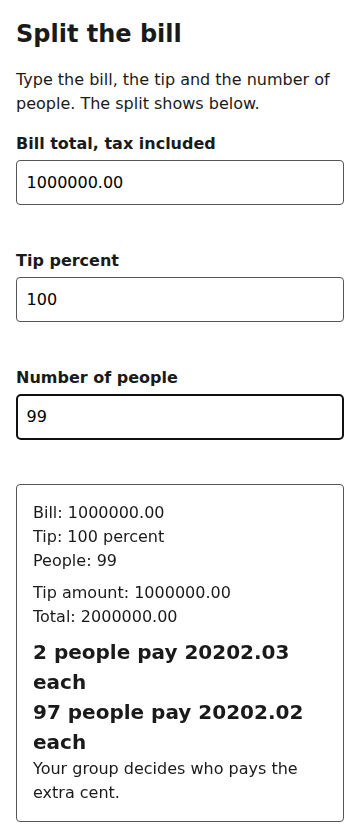 Split the bill
Type the bill, the tip and the number of
people. The split shows below.
Bill total, tax included
1000000.00
Tip percent
100
Number of people
99
Bill: 1000000.00
Tip: 100 percent
People: 99
Tip amount: 1000000.00
Total: 2000000.00
2 people pay 20202.03
each
97 people pay 20202.02
each
Your group decides who pays the
extra cent.